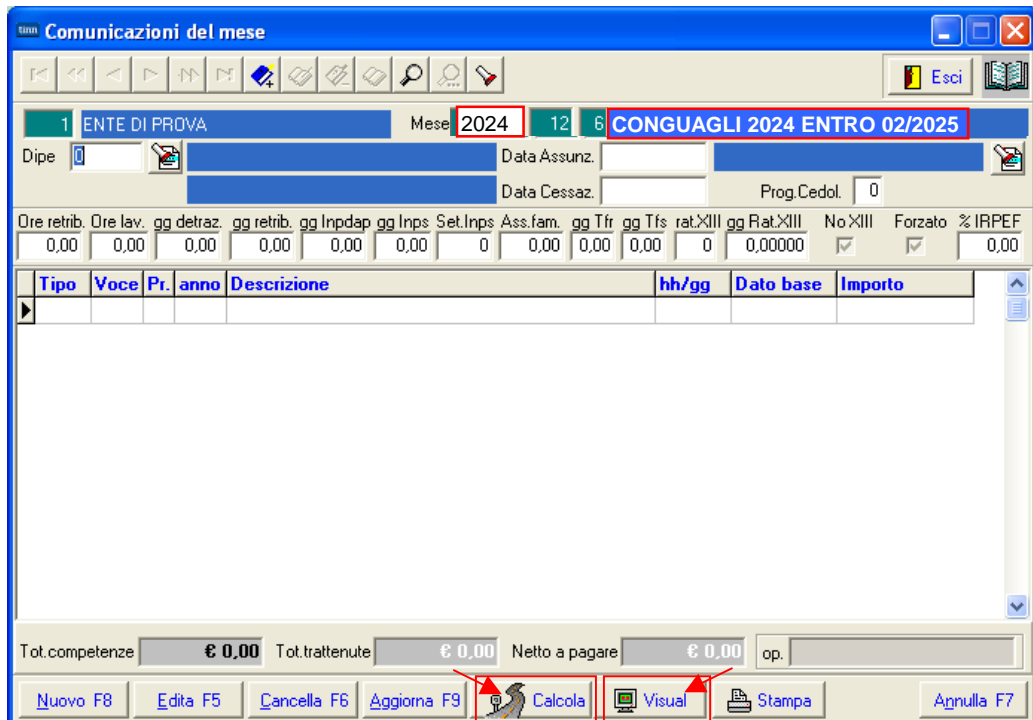 tinn Comunicazioni del mese
Esci
1 ENTE DI PROVA Mese 2024 12 6 CONGUAGLI 2024 ENTRO 02/2025
Dipe 0 Data Assunz.
Data Cessaz. Prog.Cedol. 0
Ore retrib. Ore lav. gg detraz. gg retrib. gg Inpdap gg Inps Set.Inps Ass.fam. gg Tfr gg Tfs rat.XIII gg Rat.XIII No XIII Forzato % IRPEF
0,00 0,00 0,00 0,00 0,00 0,00 0 0,00 0,00 0,00 0 0,00000 0,00
Tipo Voce Pr. anno Descrizione hh/gg Dato base Importo
Tot.competenze € 0,00 Tot.trattenute € 0,00 Netto a pagare € 0,00 op.
Nuovo F8 Edita F5 Cancella F6 Aggiorna F9 Calcola Visual Stampa Annulla F7